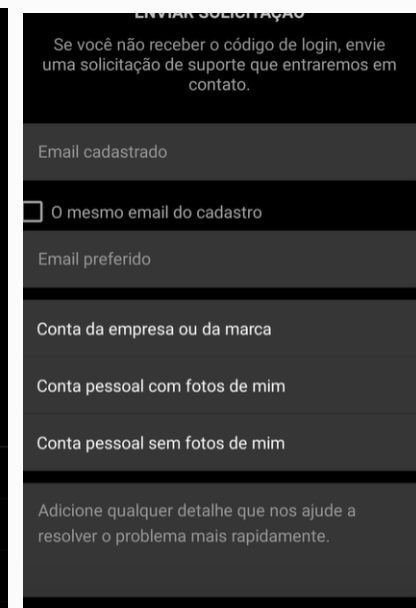 ENVIAR SOLICITAÇÃO
Se você não receber o código de login, envie
uma solicitação de suporte que entraremos em
contato.
Email cadastrado
O mesmo email do cadastro
Email preferido
Conta da empresa ou da marca
Conta pessoal com fotos de mim
Conta pessoal sem fotos de mim
Adicione qualquer detalhe que nos ajude a
resolver o problema mais rapidamente.